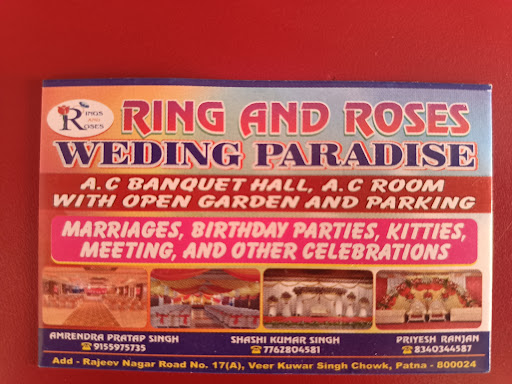 RINGS
AND
ROSES
RING AND ROSES
WEDING PARADISE
A.C BANQUET HALL, A.C ROOM
WITH OPEN GARDEN AND PARKING
MARRIAGES, BIRTHDAY PARTIES, KITTIES,
MEETING, AND OTHER CELEBRATIONS
AMRENDRA PRATAP SINGH
☎9155975735
SHASHI KUMAR SINGH
☎7762804581
PRIYESH RANJAN
☎8340344587
Add - Rajeev Nagar Road No. 17(A), Veer Kuwar Singh Chowk, Patna - 800024